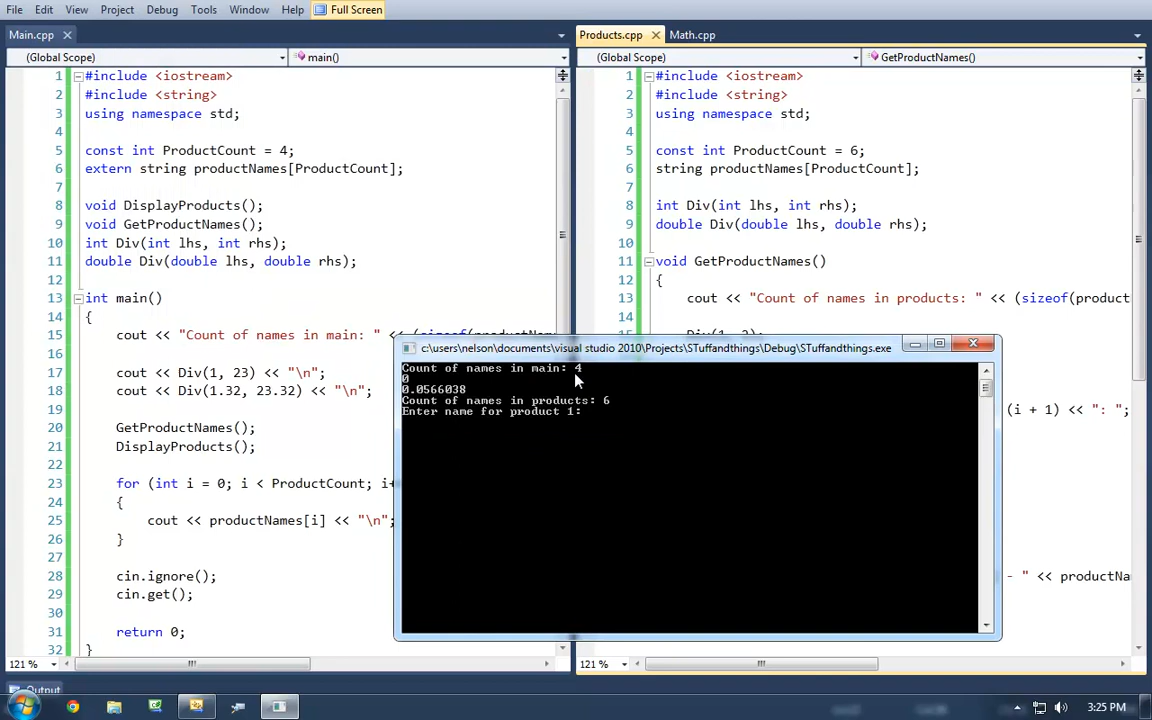 File Edit View Project Debug Tools Window Help Full Screen
Main.cpp
(Global Scope) main()
1 #include <iostream>
2 #include <string>
3 using namespace std;
4
5 const int ProductCount = 4;
6 extern string productNames[ProductCount];
7
8 void DisplayProducts();
9 void GetProductNames();
10 int Div(int lhs, int rhs);
11 double Div(double lhs, double rhs);
12
13 int main()
14 {
15 cout << "Count of names in main: " << (sizeof(productNam
16
17 cout << Div(1, 23) << "\n";
18 cout << Div(1.32, 23.32) << "\n";
19
20 GetProductNames();
21 DisplayProducts();
22
23 for (int i = 0; i < ProductCount; i+
24 {
25 cout << productNames[i] << "\n";
26 }
27
28 cin.ignore();
29 cin.get();
30
31 return 0;
32 }
121 %
Output
Products.cpp Math.cpp
(Global Scope) GetProductNames()
1 #include <iostream>
2 #include <string>
3 using namespace std;
4
5 const int ProductCount = 6;
6 string productNames[ProductCount];
7
8 int Div(int lhs, int rhs);
9 double Div(double lhs, double rhs);
10
11 void GetProductNames()
12 {
13 cout << "Count of names in products: " << (sizeof(product
14
15 Div(1, 2);
(i + 1) << ": ";
- " << productNa
121 %
c:\users\nelson\documents\visual studio 2010\Projects\STuffandthings\Debug\STuffandthings.exe
Count of names in main: 4
0
0.0566038
Count of names in products: 6
Enter name for product 1:
3:25 PM